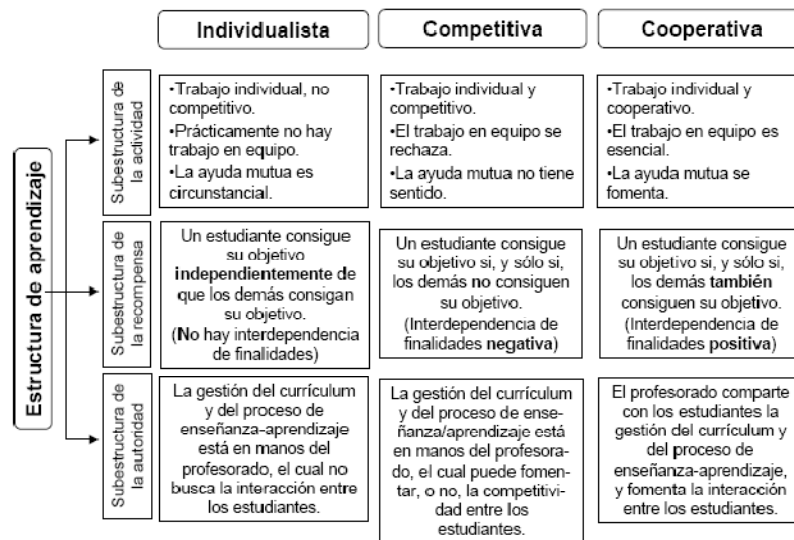 Individualista
Competitiva
Cooperativa
Estructura de aprendizaje
Subestructura de
la actividad
•Trabajo individual, no
competitivo.
•Prácticamente no hay
trabajo en equipo.
•La ayuda mutua es
circunstancial.
•Trabajo individual y
competitivo.
•El trabajo en equipo se
rechaza.
•La ayuda mutua no tiene
sentido.
•Trabajo individual y
cooperativo.
•El trabajo en equipo es
esencial.
•La ayuda mutua se
fomenta.
Subestructura de
la recompensa
Un estudiante consigue
su objetivo
independientemente de
que los demás consigan
su objetivo.
(No hay interdependencia
de finalidades)
Un estudiante consigue
su objetivo si, y sólo si,
los demás no consiguen
su objetivo.
(Interdependencia de
finalidades negativa)
Un estudiante consigue
su objetivo si, y sólo si,
los demás también
consiguen su objetivo.
(Interdependencia de
finalidades positiva)
Subestructura de
la autoridad
La gestión del currículum
y del proceso de
enseñanza-aprendizaje
está en manos del
profesorado, el cual no
busca la interacción entre
los estudiantes.
La gestión del currículum
y del proceso de ense-
ñanza/aprendizaje está
en manos del profesora-
do, el cual puede fomen-
tar, o no, la competitivi-
dad entre los
estudiantes.
El profesorado comparte
con los estudiantes la
gestión del currículum y
del proceso de
enseñanza-aprendizaje,
y fomenta la interacción
entre los estudiantes.